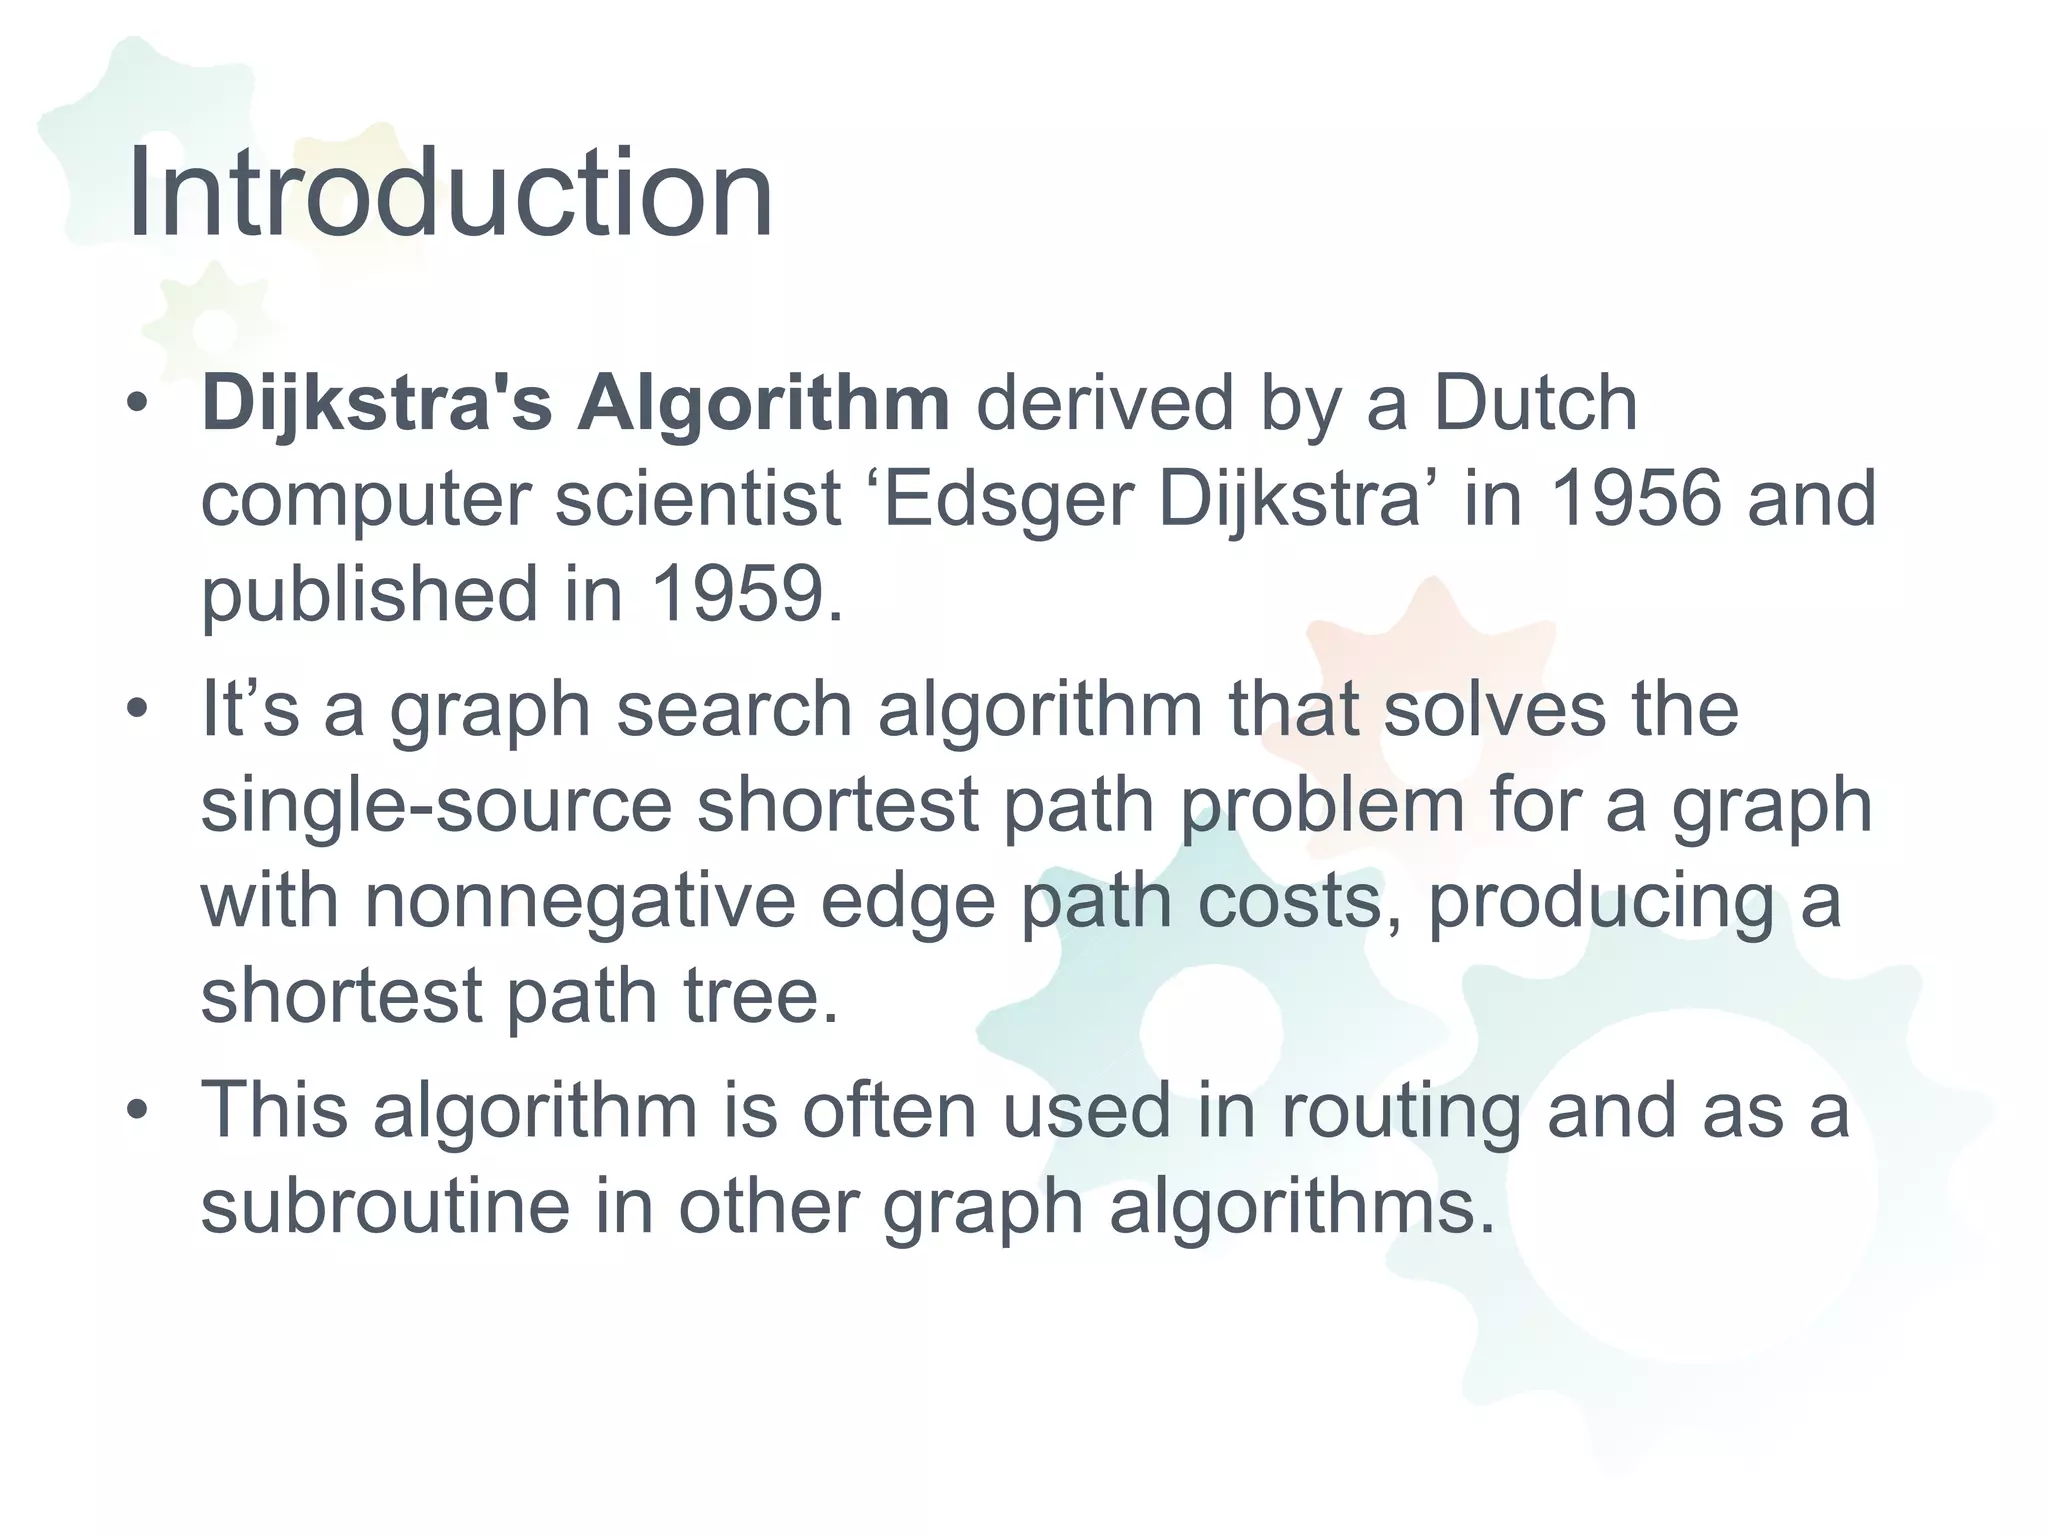 Introduction
• Dijkstra's Algorithm derived by a Dutch
computer scientist ‘Edsger Dijkstra’ in 1956 and
published in 1959.
• It’s a graph search algorithm that solves the
single-source shortest path problem for a graph
with nonnegative edge path costs, producing a
shortest path tree.
• This algorithm is often used in routing and as a
subroutine in other graph algorithms.